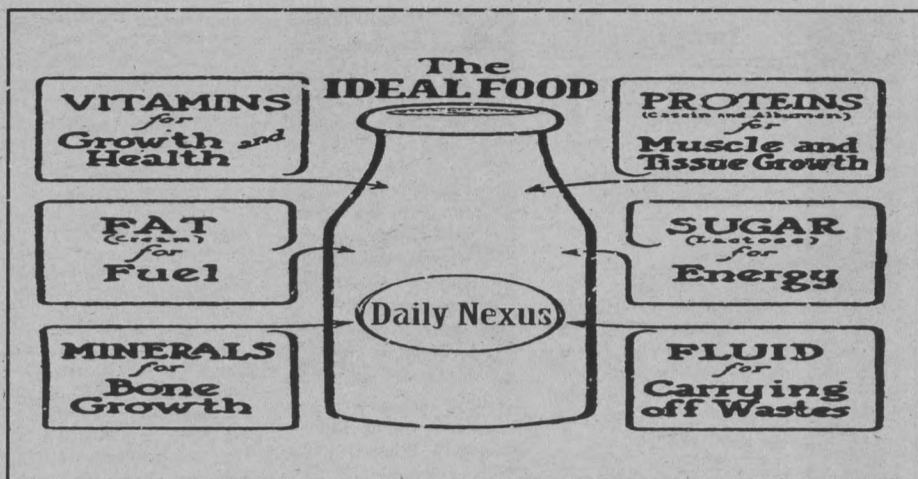 The
IDEAL FOOD
VITAMINS
for
Growth and
Health
PROTEINS
(Casein and Albumen)
for
Muscle and
Tissue Growth
FAT
(Cream)
for
Fuel
SUGAR
(Lactose)
for
Energy
Daily Nexus
MINERALS
for
Bone
Growth
FLUID
for
Carrying
off Wastes